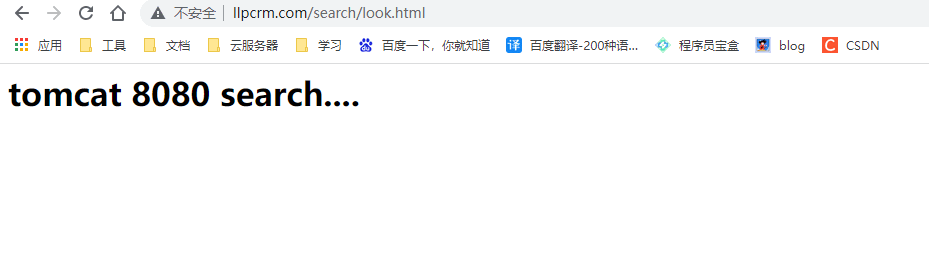 不安全 llpcrm.com/search/look.html
应用 工具 文档 云服务器 学习 百度一下,你就知道 译 百度翻译-200种语... 程序员宝盒 blog C CSDN
tomcat 8080 search....